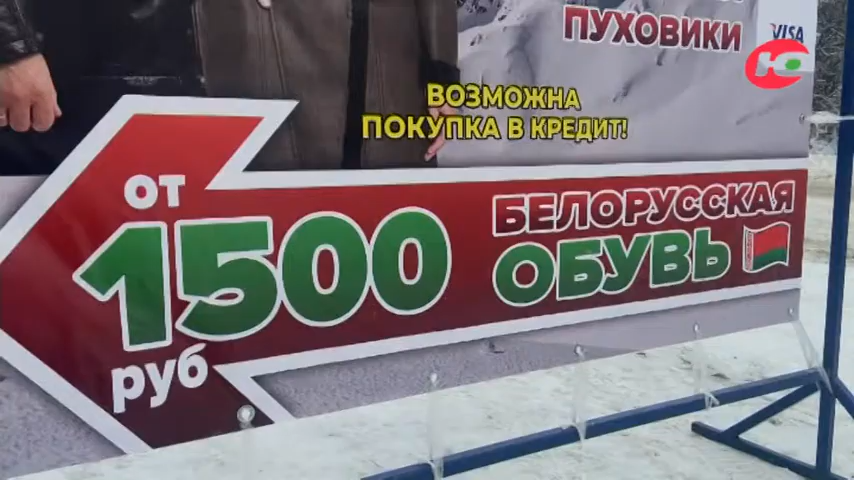 ПУХОВИКИ
VISA
Ю
ВОЗМОЖНА
ПОКУПКА В КРЕДИТ!
ОТ
1500
руб
БЕЛОРУССКАЯ
ОБУВЬ